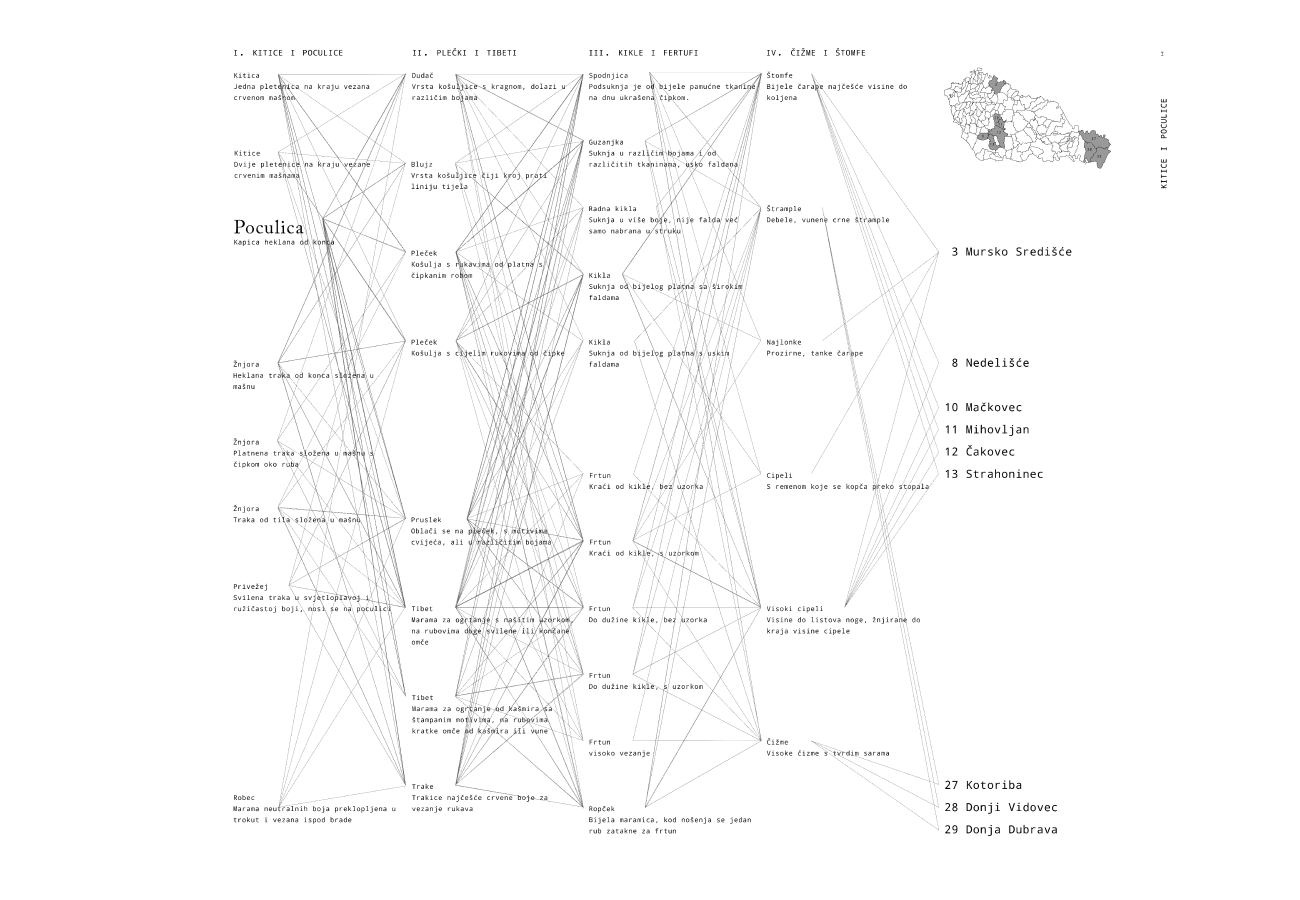 I. KITICE I POCULICE
Kitica
Jedna pletenica na kraju vezana
crvenom mašnom
Kitice
Dvije pletenice na kraju vezane
crvenim mašnama
Poculica
Kapica heklana od konca
Žnjora
Heklana traka od konca složena u
mašnu
Žnjora
Platnena traka složena u mašnu s
čipkom oko ruba
Žnjora
Traka od tila složena u mašnu
Privežej
Svilena traka u svjetloplavoj i
ružičastoj boji, nosi se na poculici
Robec
Marama neutralnih boja preklopljena u
trokut i vezana ispod brade
II. PLEČKI I TIBETI
Dudač
Vrsta košuljice s kragnom, dolazi u
različim bojama
Blujz
Vrsta košuljice čiji kroj prati
liniju tijela
Pleček
Košulja s rukavima od platna s
čipkanim robom
Pleček
Košulja s cijelim rukovima od čipke
Pruslek
Oblači se na pleček, s motivima
cvijeća, ali u različitim bojama
Tibet
Marama za ogrtanje s našitim uzorkom,
na rubovima duge svilene ili končane
omče
Tibet
Marama za ogrtanje od kašmira sa
štampanim motivima, na rubovima
kratke omče od kašmira ili vune
Trake
Trakice najčešće crvene boje za
vezanje rukava
III. KIKLE I FERTUFI
Spodnjica
Podsuknja je od bijele pamučne tkanine
na dnu ukrašena čipkom.
Guzanjka
Suknja u različim bojama i od
različitih tkaninama, usko faldana
Radna kikla
Suknja u više boje, nije falda več
samo nabrana u struku
Kikla
Suknja od bijelog platna sa širokim
faldama
Kikla
Suknja od bijelog platna s uskim
faldama
Frtun
Kraći od kikle, bez uzorka
Frtun
Kraći od kikle, s uzorkom
Frtun
Do dužine kikle, bez uzorka
Frtun
Do dužine kikle, s uzorkom
Frtun
visoko vezanje
Ropček
Bijela maramica, kod nošenja se jedan
rub zatakne za frtun
IV. ČIŽME I ŠTOMFE
Štomfe
Bijele čarape najčešće visine do
koljena
Štrample
Debele, vunene crne štrample
Najlonke
Prozirne, tanke čarape
Cipeli
S remenom koje se kopča preko stopala
Visoki cipeli
Visine do listova noge, žnjirane do
kraja visine cipele
Čižme
Visoke čizme s tvrdim sarama
3 Mursko Središće
8 Nedelišće
10 Mačkovec
11 Mihovljan
12 Čakovec
13 Strahoninec
27 Kotoriba
28 Donji Vidovec
29 Donja Dubrava
KITICE I POCULICE